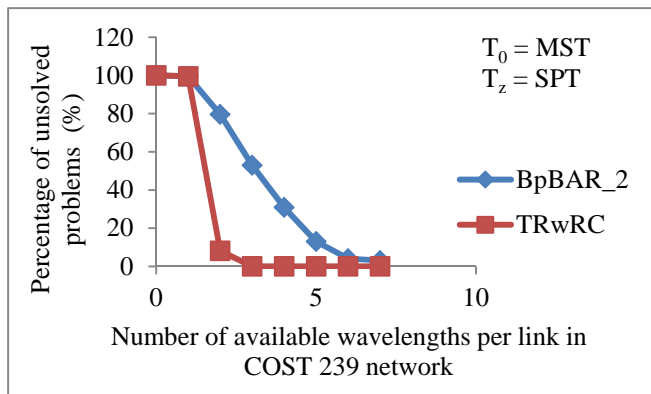 120
100
80
60
40
20
0
Percentage of unsolved
problems (%)
T0 = MST
Tz = SPT
BpBAR_2
TRwRC
0 5 10
Number of available wavelengths per link in
COST 239 network